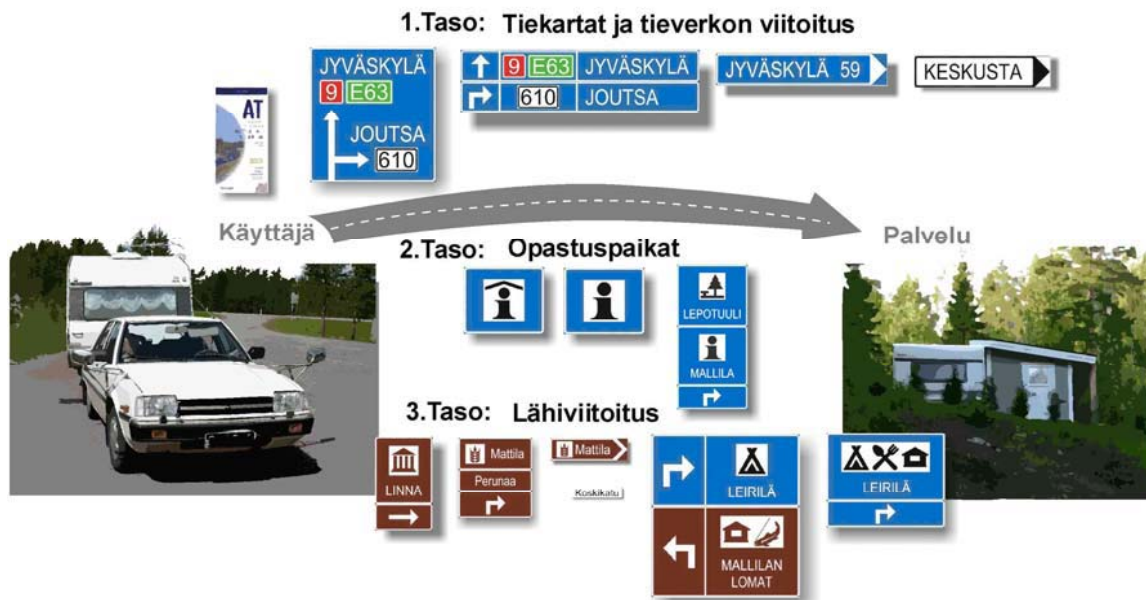 1.Taso: Tiekartat ja tieverkon viitoitus
AT
JYVÄSKYLÄ
9 E63
JOUTSA
610
9 E63 JYVÄSKYLÄ
610 JOUTSA
JYVÄSKYLÄ 59
KESKUSTA
Käyttäjä
Palvelu
2.Taso: Opastuspaikat
LEPOTUULI
MALLILA
3.Taso: Lähiviitoitus
LINNA
Mattila
Perunaa
Mattila
Koskikatu
LEIRILÄ
MALLILAN
LOMAT
LEIRILÄ